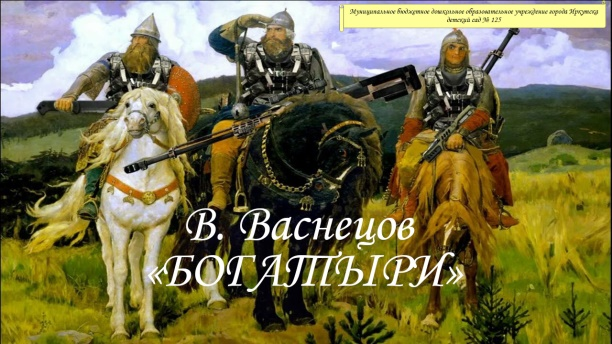 Муниципальное бюджетное дошкольное образовательное учреждение города Иркутска
детский сад № 125
В. Васнецов
«БОГАТЫРИ»